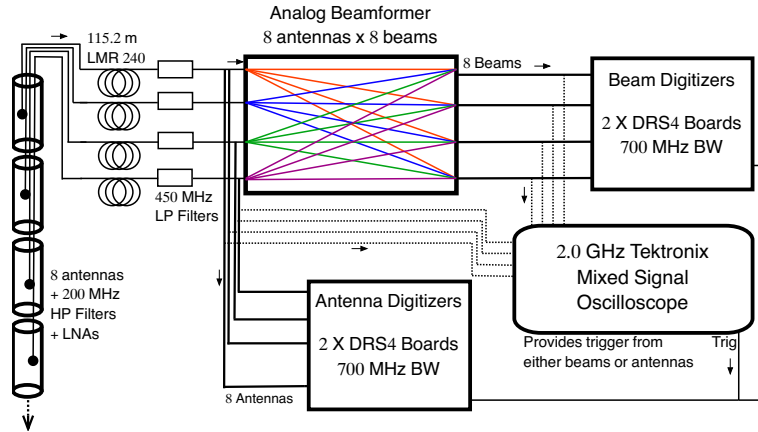 Analog Beamformer
8 antennas x 8 beams
115.2 m
LMR 240
8 Beams
Beam Digitizers
2 X DRS4 Boards
700 MHz BW
450 MHz
LP Filters
8 antennas
+ 200 MHz
HP Filters
+ LNAs
2.0 GHz Tektronix
Mixed Signal
Oscilloscope
Antenna Digitizers
2 X DRS4 Boards
700 MHz BW
8 Antennas
Provides trigger from
either beams or antennas
Trig